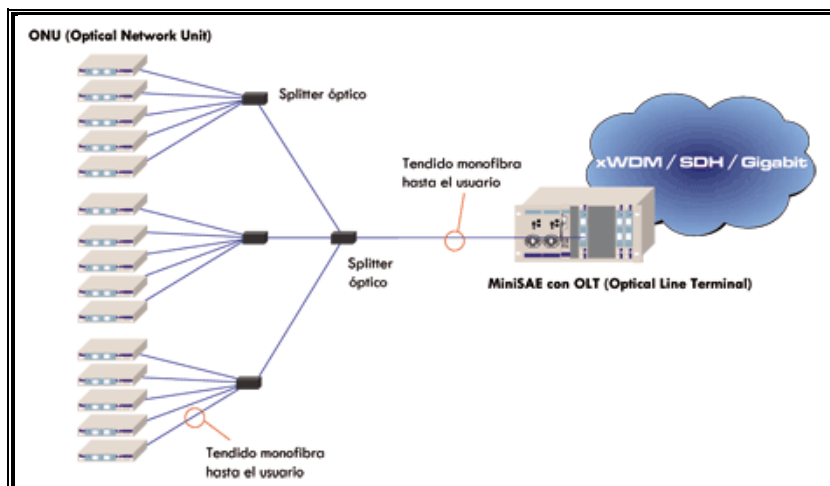 ONU (Optical Network Unit)
Splitter óptico
Tendido monofibra
hasta el usuario
xWDM / SDH / Gigabit
Splitter
óptico
MiniSAE con OLT (Optical Line Terminal)
Tendido monofibra
hasta el usuario